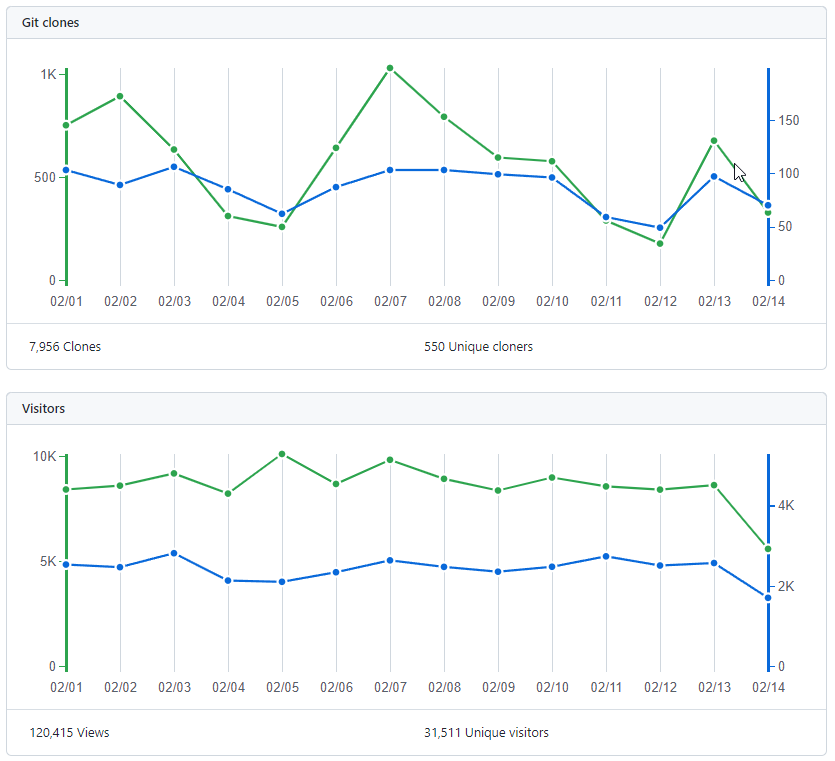 Git clones
1K
500
0
150
100
50
0
02/01 02/02 02/03 02/04 02/05 02/06 02/07 02/08 02/09 02/10 02/11 02/12 02/13 02/14
7,956 Clones 550 Unique cloners
Visitors
10K
5K
0
4K
2K
0
02/01 02/02 02/03 02/04 02/05 02/06 02/07 02/08 02/09 02/10 02/11 02/12 02/13 02/14
120,415 Views 31,511 Unique visitors